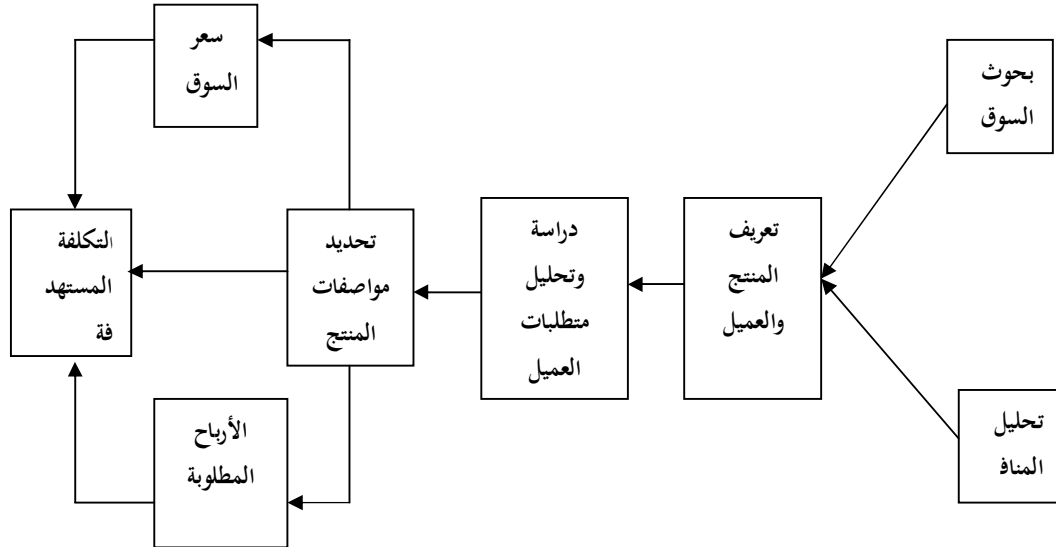 بحوث
السوق
تحليل
المناف
تعريف
المنتج
والعميل
دراسة
وتحليل
متطلبات
العميل
تحديد
مواصفات
المنتج
سعر
السوق
الأرباح
المطلوبة
التكلفة
المستهد
فة